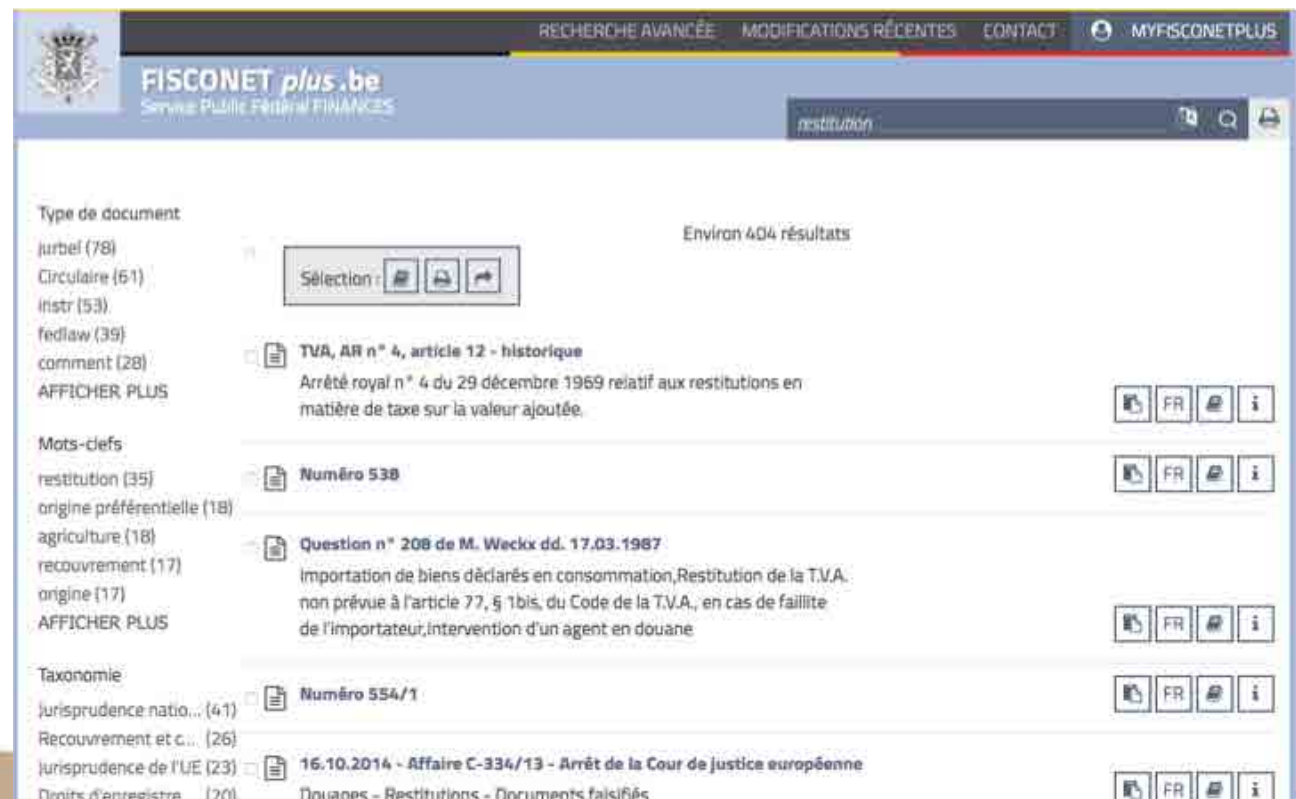 RECHERCHE AVANCÉE MODIFICATIONS RÉCENTES CONTACT MYFISCONETPLUS
FISCONET plus.be
Service Public Fédéral FINANCES
restitution
Type de document
jurbel (78)
Circulaire (61)
instr (53)
fedlaw (39)
comment (28)
AFFICHER PLUS
Mots-clefs
restitution (35)
origine préférentielle (18)
agriculture (18)
recouvrement (17)
origine (17)
AFFICHER PLUS
Taxonomie
Jurisprudence natio... (41)
Recouvrement et c... (26)
Jurisprudence de l'UE (23)
Droits d'enregistre... (20)
Environ 404 résultats
Sélection :
TVA, AR n° 4, article 12 - historique
Arrêté royal n° 4 du 29 décembre 1969 relatif aux restitutions en
matière de taxe sur la valeur ajoutée.
FR i
Numéro 538
FR i
Question n° 208 de M. Weckx dd. 17.03.1987
Importation de biens déclarés en consommation,Restitution de la T.V.A.
non prévue à l'article 77, § 1bis, du Code de la T.V.A., en cas de faillite
de l'importateur,Intervention d'un agent en douane
FR i
Numéro 554/1
FR i
16.10.2014 - Affaire C-334/13 - Arrêt de la Cour de justice européenne
Douanes - Restitutions - Documents falsifiés
FR i